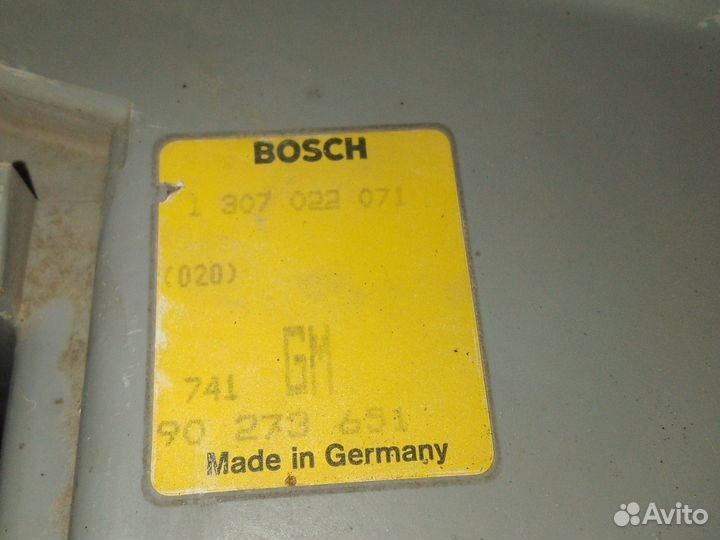 BOSCH
1 307 022 071
(020)
GM
741
90 273 651
Made in Germany
Avito